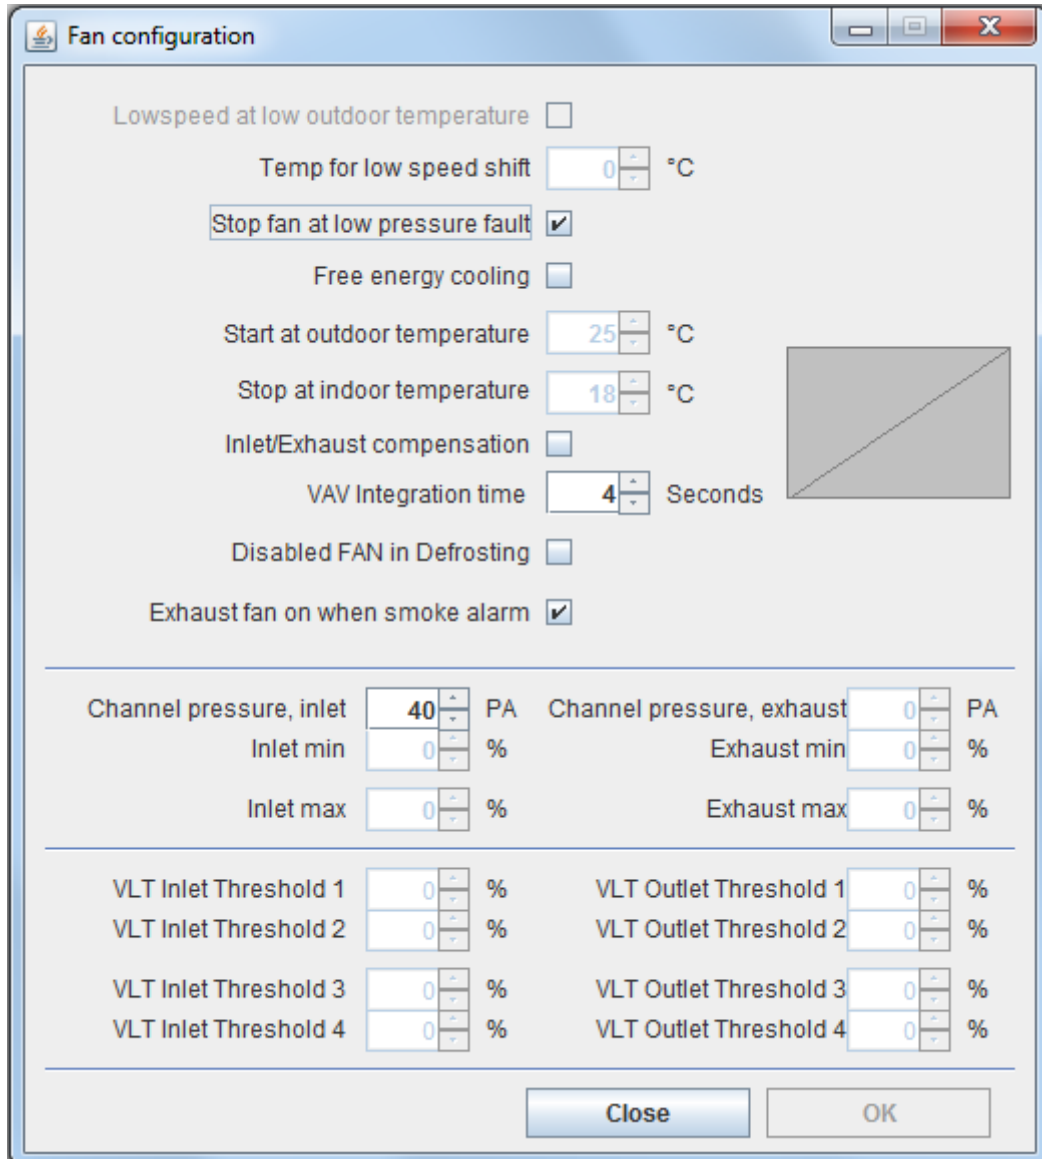 Fan configuration
Lowspeed at low outdoor temperature
Temp for low speed shift 0 °C
Stop fan at low pressure fault
Free energy cooling
Start at outdoor temperature 25 °C
Stop at indoor temperature 18 °C
Inlet/Exhaust compensation
VAV Integration time 4 Seconds
Disabled FAN in Defrosting
Exhaust fan on when smoke alarm
Channel pressure, inlet 40 PA Channel pressure, exhaust 0 PA
Inlet min 0 % Exhaust min 0 %
Inlet max 0 % Exhaust max 0 %
VLT Inlet Threshold 1 0 % VLT Outlet Threshold 1 0 %
VLT Inlet Threshold 2 0 % VLT Outlet Threshold 2 0 %
VLT Inlet Threshold 3 0 % VLT Outlet Threshold 3 0 %
VLT Inlet Threshold 4 0 % VLT Outlet Threshold 4 0 %
Close OK